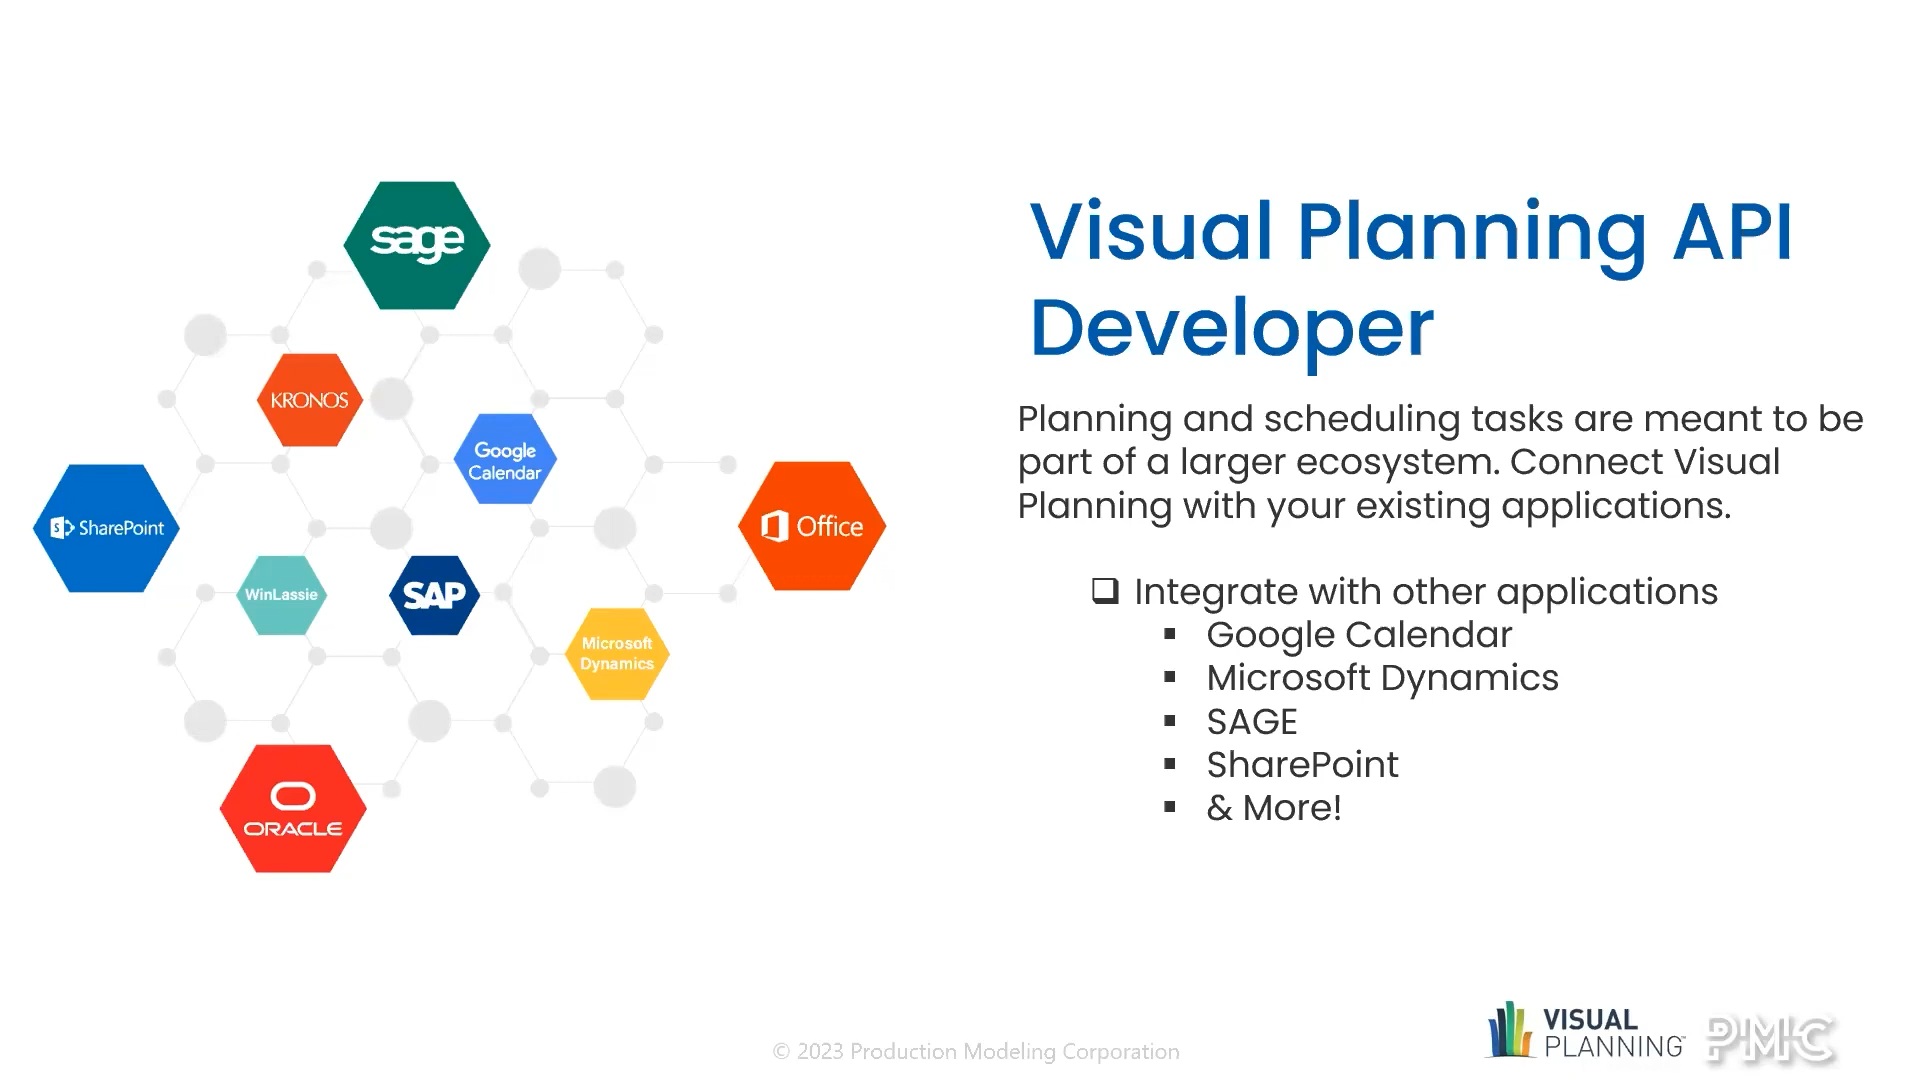 sage
KRONOS
Google
Calendar
SharePoint
Office
WinLassie
SAP
Microsoft
Dynamics
ORACLE
Visual Planning API
Developer
Planning and scheduling tasks are meant to be
part of a larger ecosystem. Connect Visual
Planning with your existing applications.
Integrate with other applications
Google Calendar
Microsoft Dynamics
SAGE
SharePoint
& More!
© 2023 Production Modeling Corporation
VISUAL
PLANNING™
PMC